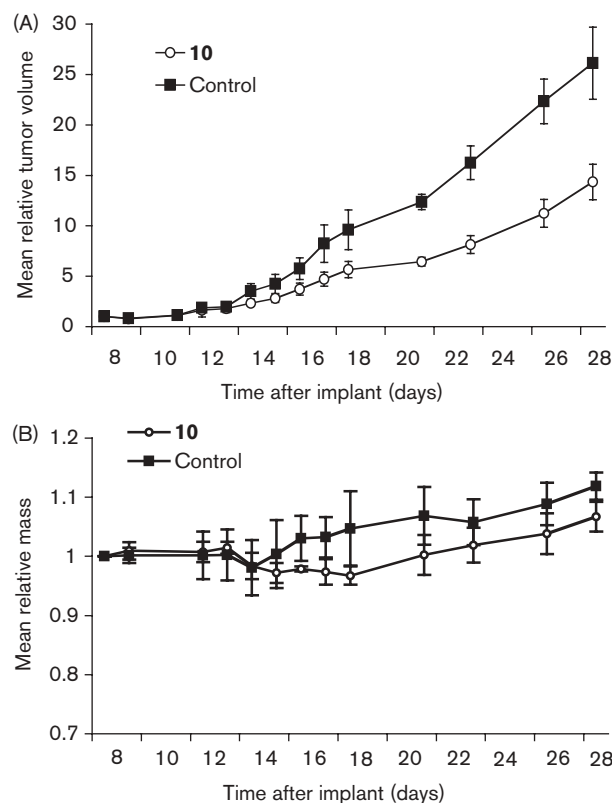 (A)
30
25
20
15
10
5
0
Mean relative tumor volume
10
Control
8 10 12 14 16 18 20 22 24 26 28
Time after implant (days)
(B)
1.2
1.1
1
0.9
0.8
0.7
Mean relative mass
10
Control
8 10 12 14 16 18 20 22 24 26 28
Time after implant (days)